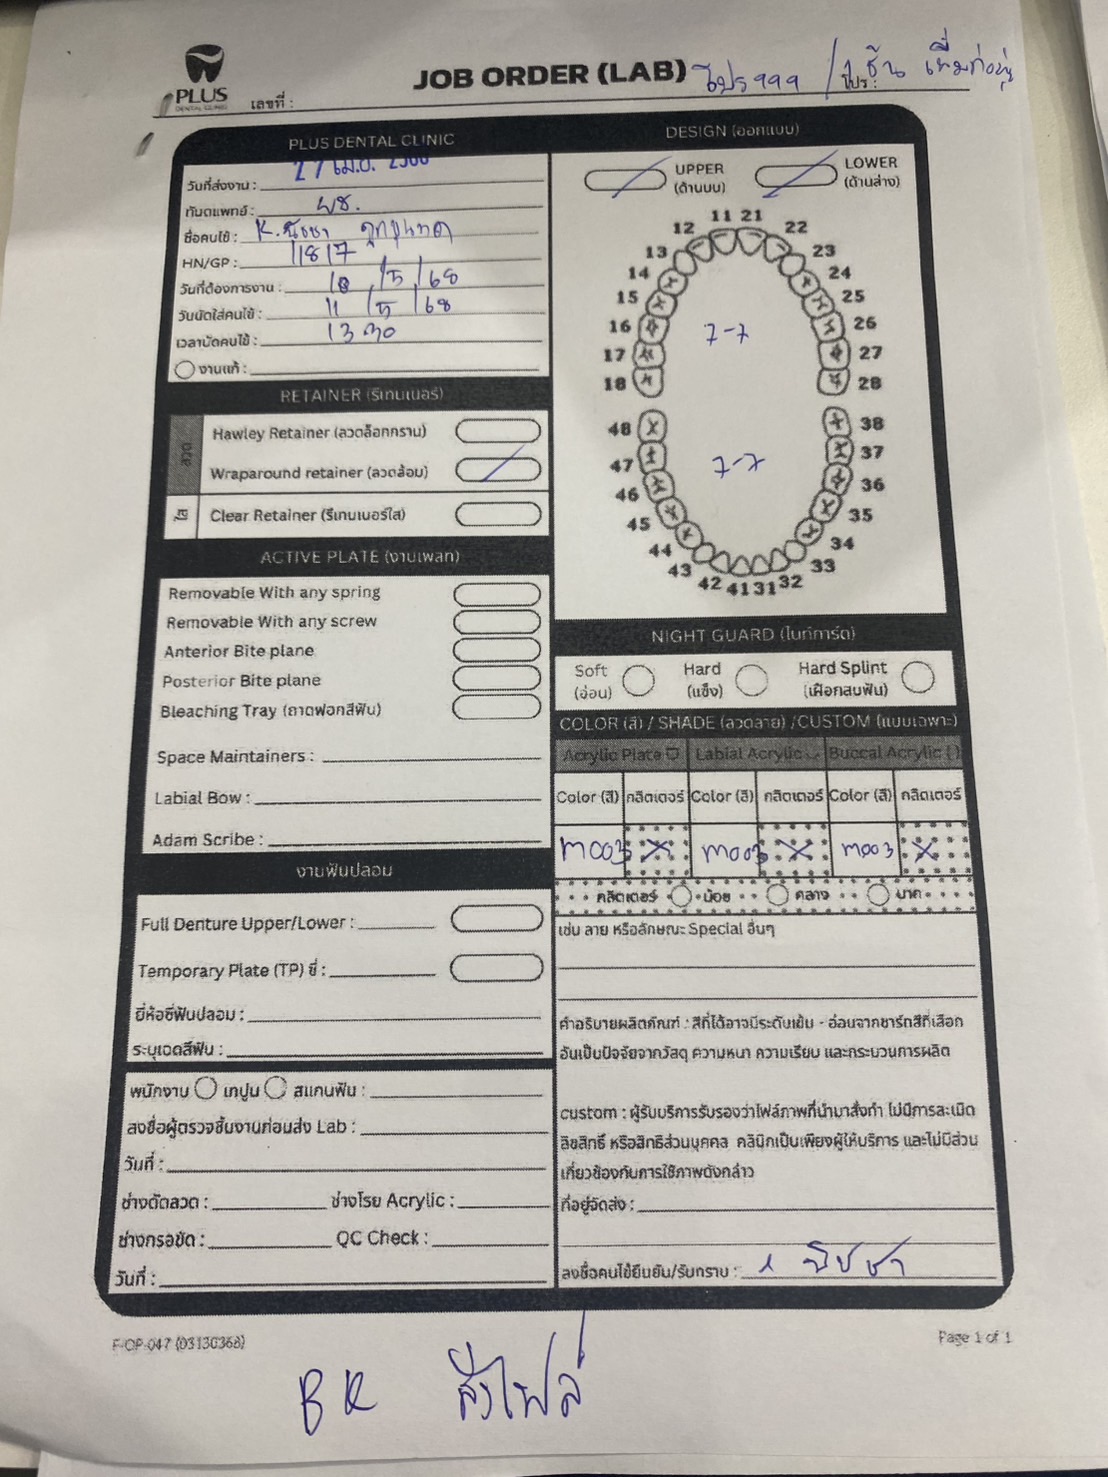 PLUS
DENTAL CLINIC
JOB ORDER (LAB) โปร 999 / 1 ชิ้น
เลขที่ :
โปร :
PLUS DENTAL CLINIC
วันที่ส่งงาน : 27 เม.ย.
ทันตแพทย์ :
ชื่อคนไข้ : K.
HN/GP : 11817
วันที่ต้องการงาน : 10 / 5 / 68
วันนัดใส่คนไข้ : 11 / 5 / 68
เวลานัดคนไข้ : 13 30
งานแก้ :
RETAINER (รีเทนเนอร์)
ลวด
Hawley Retainer (ลวดล็อกกราม)
Wraparound retainer (ลวดล้อม)
ใส
Clear Retainer (รีเทนเนอร์ใส)
ACTIVE PLATE (งานเพลท)
Removable With any spring
Removable With any screw
Anterior Bite plane
Posterior Bite plane
Bleaching Tray (ถาดฟอกสีฟัน)
Space Maintainers :
Labial Bow :
Adam Scribe :
งานฟันปลอม
Full Denture Upper/Lower :
Temporary Plate (TP) ซี่ :
ยี่ห้อซี่ฟันปลอม :
ระบุเฉดสีฟัน :
พนักงาน เทปูน สแกนฟัน :
ลงชื่อผู้ตรวจชิ้นงานก่อนส่ง Lab :
วันที่ :
ช่างดัดลวด : ช่างโรย Acrylic :
ช่างกรอขัด : QC Check :
วันที่ :
DESIGN (ออกแบบ)
UPPER
(ด้านบน)
LOWER
(ด้านล่าง)
11 21
12 22
13 23
14 24
15 25
16 26
7-7
17 27
18 28
48 38
47 37
7-7
46 36
45 35
44 34
43 33
42 41 31 32
NIGHT GUARD (ไนท์การ์ด)
Soft
(อ่อน)
Hard
(แข็ง)
Hard Splint
(เฝือกสบฟัน)
COLOR (สี) / SHADE (ลวดลาย) /CUSTOM (แบบเฉพาะ)
Acrylic Plate Labial Acrylic Buccal Acrylic ( )
Color (สี) กลิตเตอร์ Color (สี) กลิตเตอร์ Color (สี) กลิตเตอร์
m003 X m003 X m003 X
กลิตเตอร์ น้อย กลาง มาก
เช่น ลาย หรือลักษณะ Special อื่นๆ
คำอธิบายผลิตภัณฑ์ : สีที่ได้อาจมีระดับเข้ม - อ่อนจากชาร์ทสีที่เลือก
อันเป็นปัจจัยจากวัสดุ ความหนา ความเรียบ และกระบวนการผลิต
custom : ผู้รับบริการรับรองว่าไฟล์ภาพที่นำมาสั่งทำ ไม่มีการละเมิด
ลิขสิทธิ์ หรือสิทธิส่วนบุคคล คลินิกเป็นเพียงผู้ให้บริการ และไม่มีส่วน
เกี่ยวข้องกับการใช้ภาพดังกล่าว
ที่อยู่จัดส่ง :
ลงชื่อคนไข้ยืนยัน/รับทราบ :
F-OP-047 (03130368)
Page 1 of 1
BR สั่งไฟล์